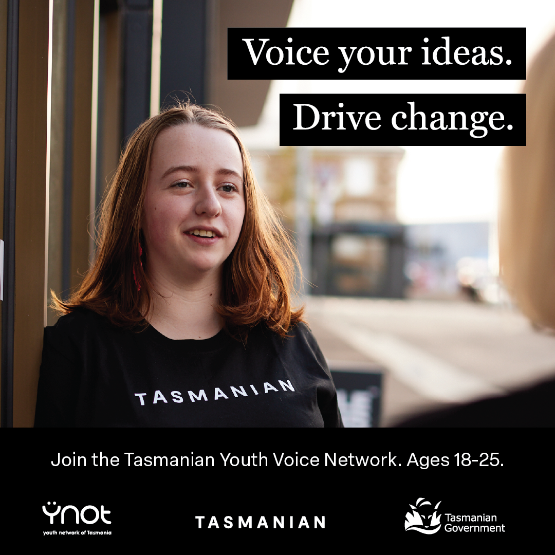 Voice your ideas.
Drive change.
TASMANIAN
Join the Tasmanian Youth Voice Network. Ages 18-25.
Ÿnot
youth network of Tasmania
TASMANIAN
Tasmanian
Government